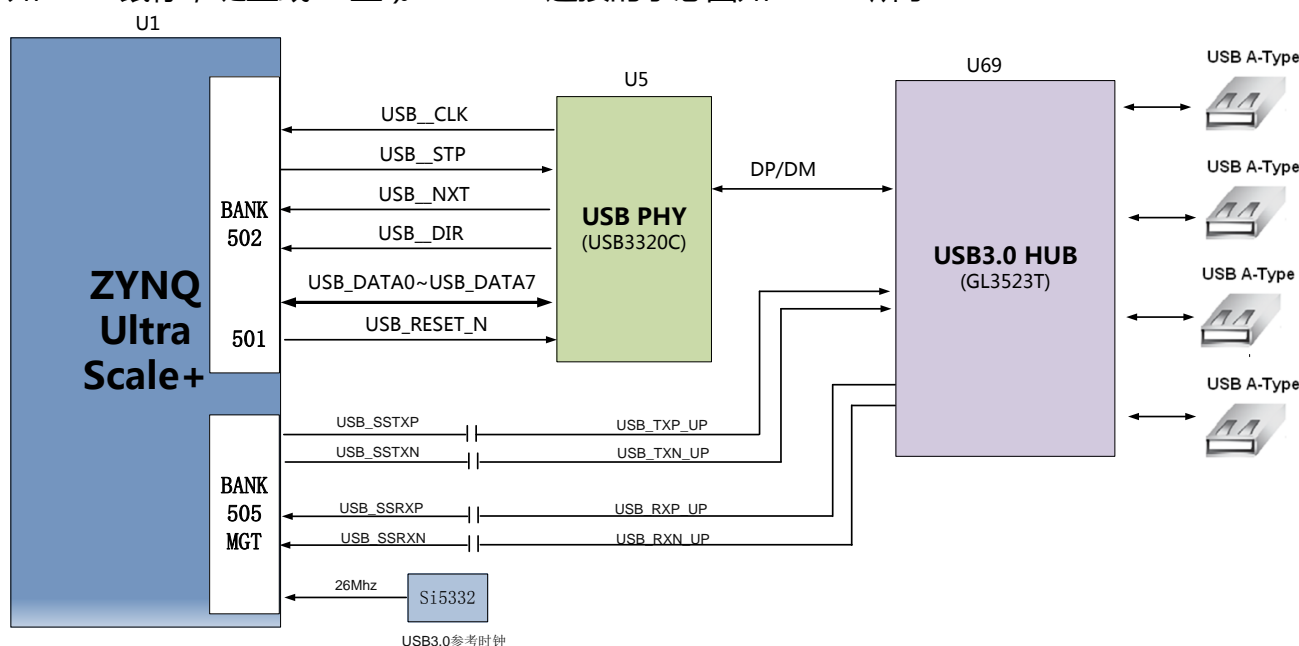 U1
U5
U69
USB A-Type
USB__CLK
USB__STP
USB__NXT
USB__DIR
USB_DATA0~USB_DATA7
USB_RESET_N
BANK
502
501
ZYNQ
Ultra
Scale+
USB PHY
(USB3320C)
DP/DM
USB3.0 HUB
(GL3523T)
USB A-Type
USB A-Type
USB A-Type
USB_SSTXP
USB_TXP_UP
USB_SSTXN
USB_TXN_UP
BANK
505
MGT
USB_SSRXP
USB_RXP_UP
USB_SSRXN
USB_RXN_UP
26Mhz
Si5332
USB3.0参考时钟